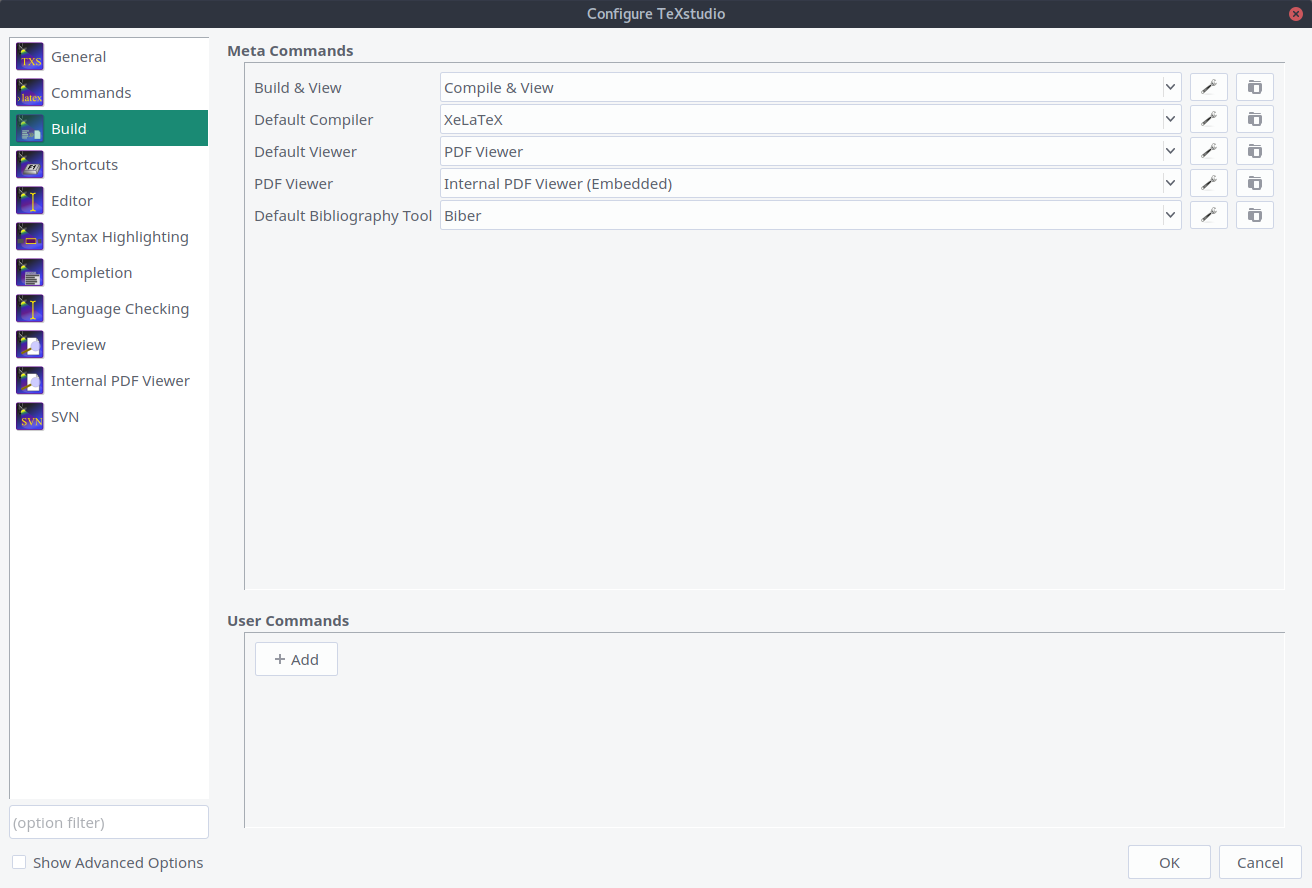 Configure TeXstudio
TXS General
latex Commands
Build
Shortcuts
Editor
Syntax Highlighting
Completion
Language Checking
Preview
Internal PDF Viewer
SVN SVN
(option filter)
Show Advanced Options
Meta Commands
Build & View Compile & View
Default Compiler XeLaTeX
Default Viewer PDF Viewer
PDF Viewer Internal PDF Viewer (Embedded)
Default Bibliography Tool Biber
User Commands
+ Add
OK Cancel